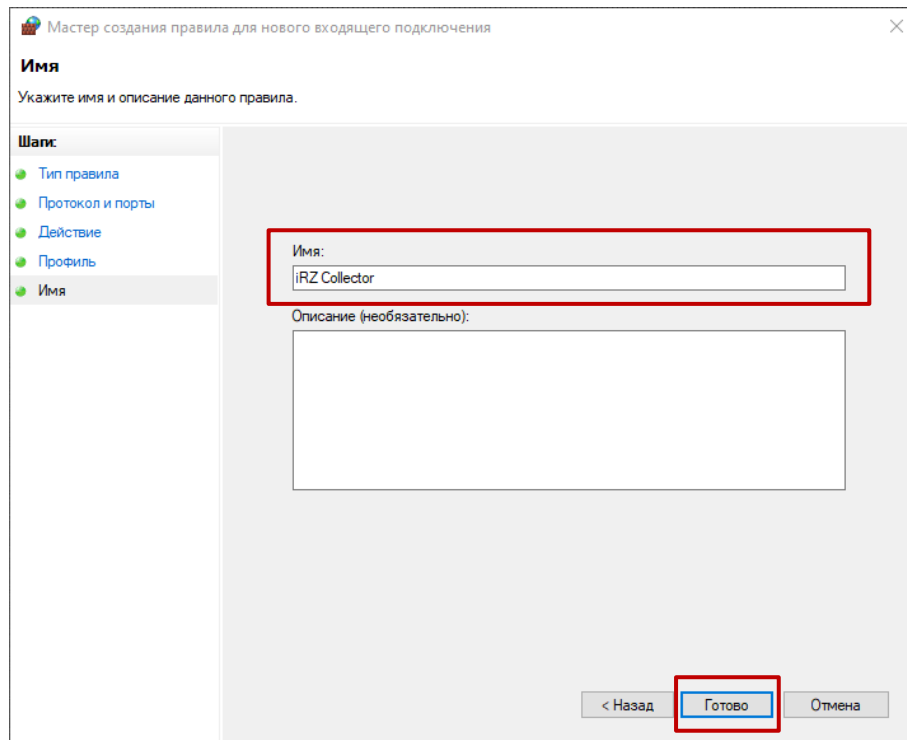 Мастер создания правила для нового входящего подключения
Имя
Укажите имя и описание данного правила.
Шаги:
Тип правила
Протокол и порты
Действие
Профиль
Имя
Имя:
iRZ Collector
Описание (необязательно):
< Назад
Готово
Отмена